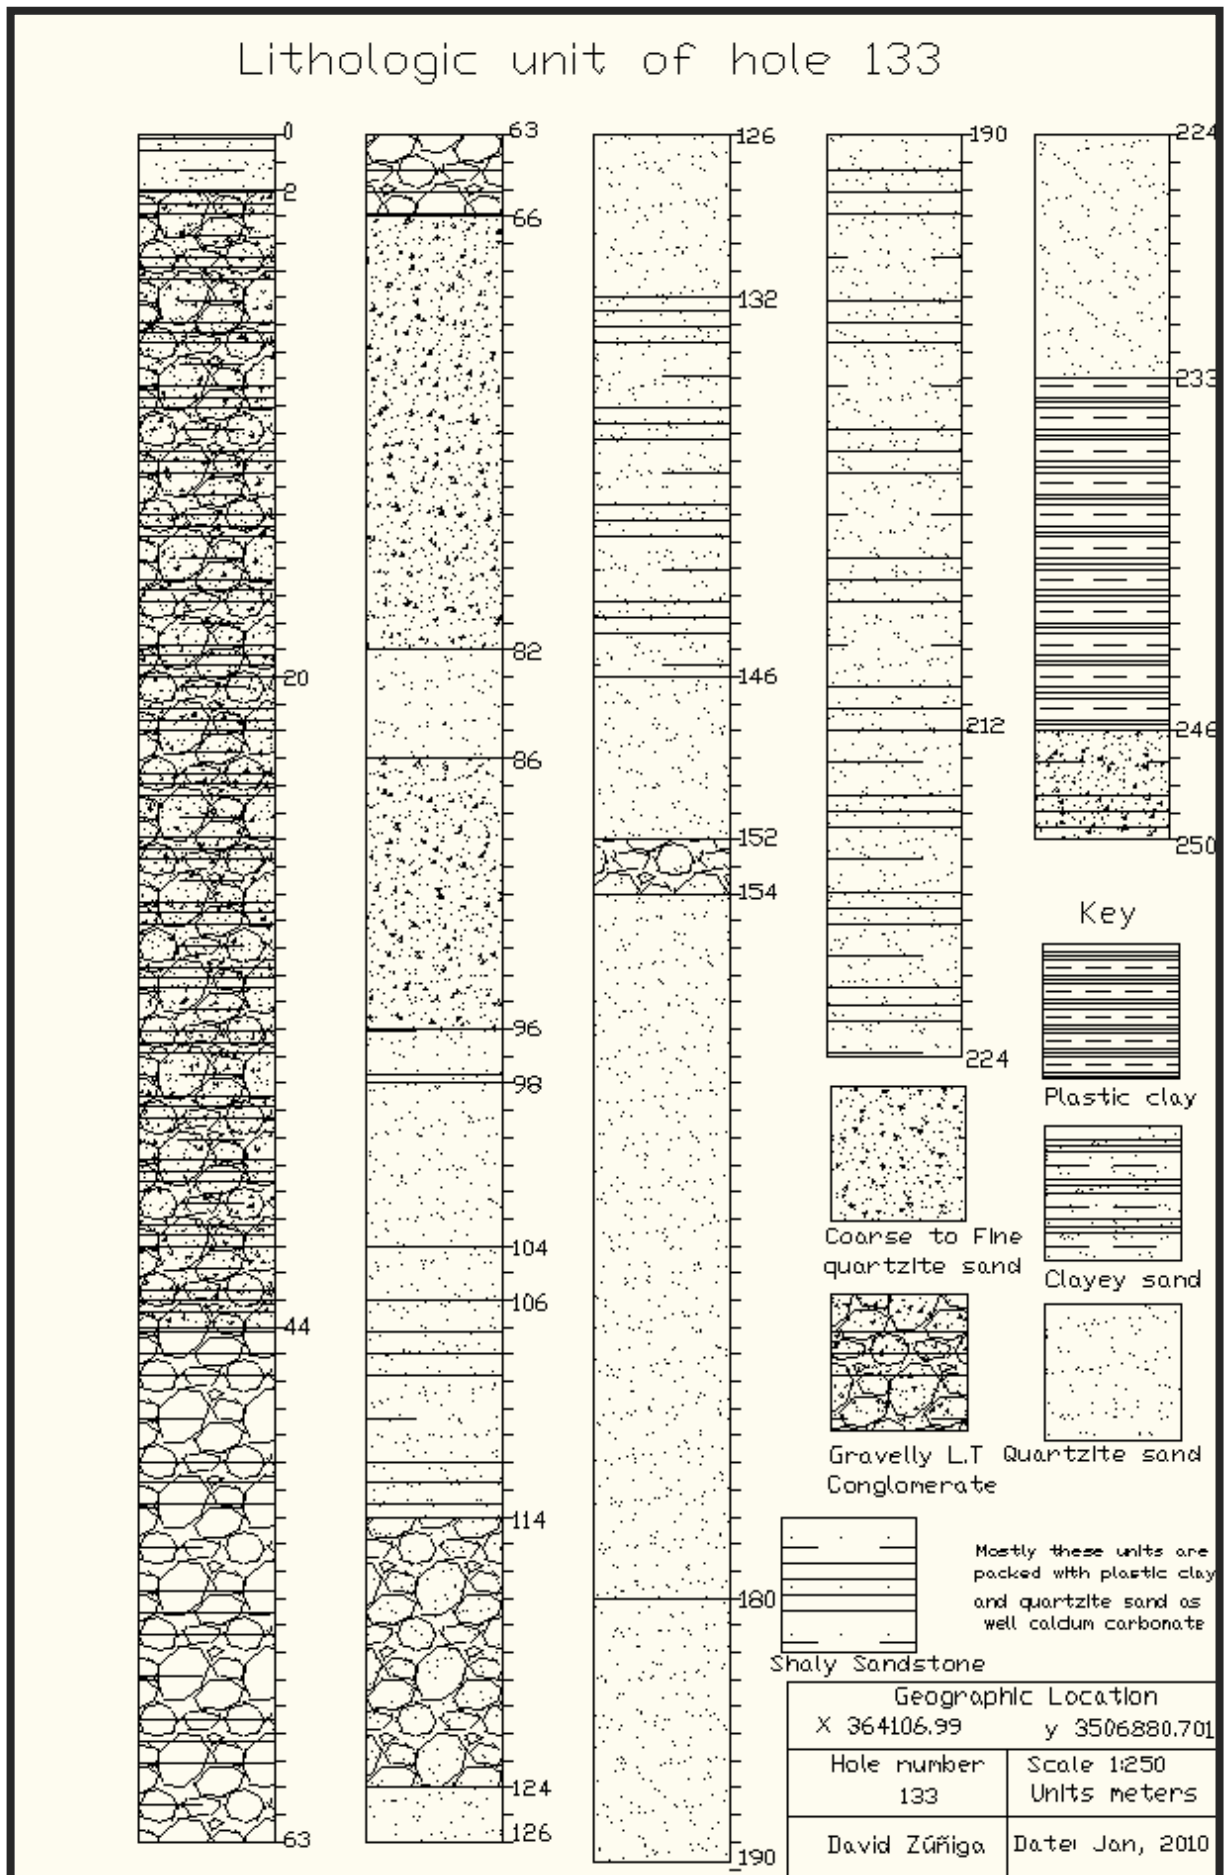 Lithologic unit of hole 133
0
2
20
44
63
63
66
82
86
96
98
104
106
114
124
126
126
132
146
152
154
180
190
190
212
224
224
233
246
250
Key
Plastic clay
Coarse to Fine
quartzite sand
Clayey sand
Gravelly L.T
Conglomerate
Quartzite sand
Shaly Sandstone
Mostly these units are
packed with plastic clay
and quartzite sand as
well calcium carbonate
Geographic Location
X 364106.99 y 3506880.701
Hole number
133
Scale 1:250
Units meters
David Zúñiga
Date: Jan, 2010